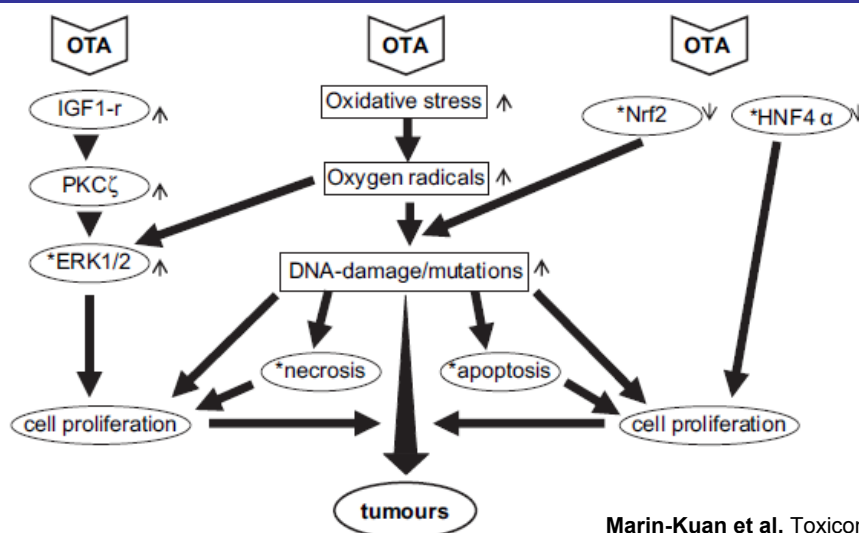 OTA OTA OTA
IGF1-r
Oxidative stress
*Nrf2
*HNF4 α
PKCζ
Oxygen radicals
*ERK1/2
DNA-damage/mutations
*necrosis
*apoptosis
cell proliferation
cell proliferation
tumours
Marin-Kuan et al. Toxicon